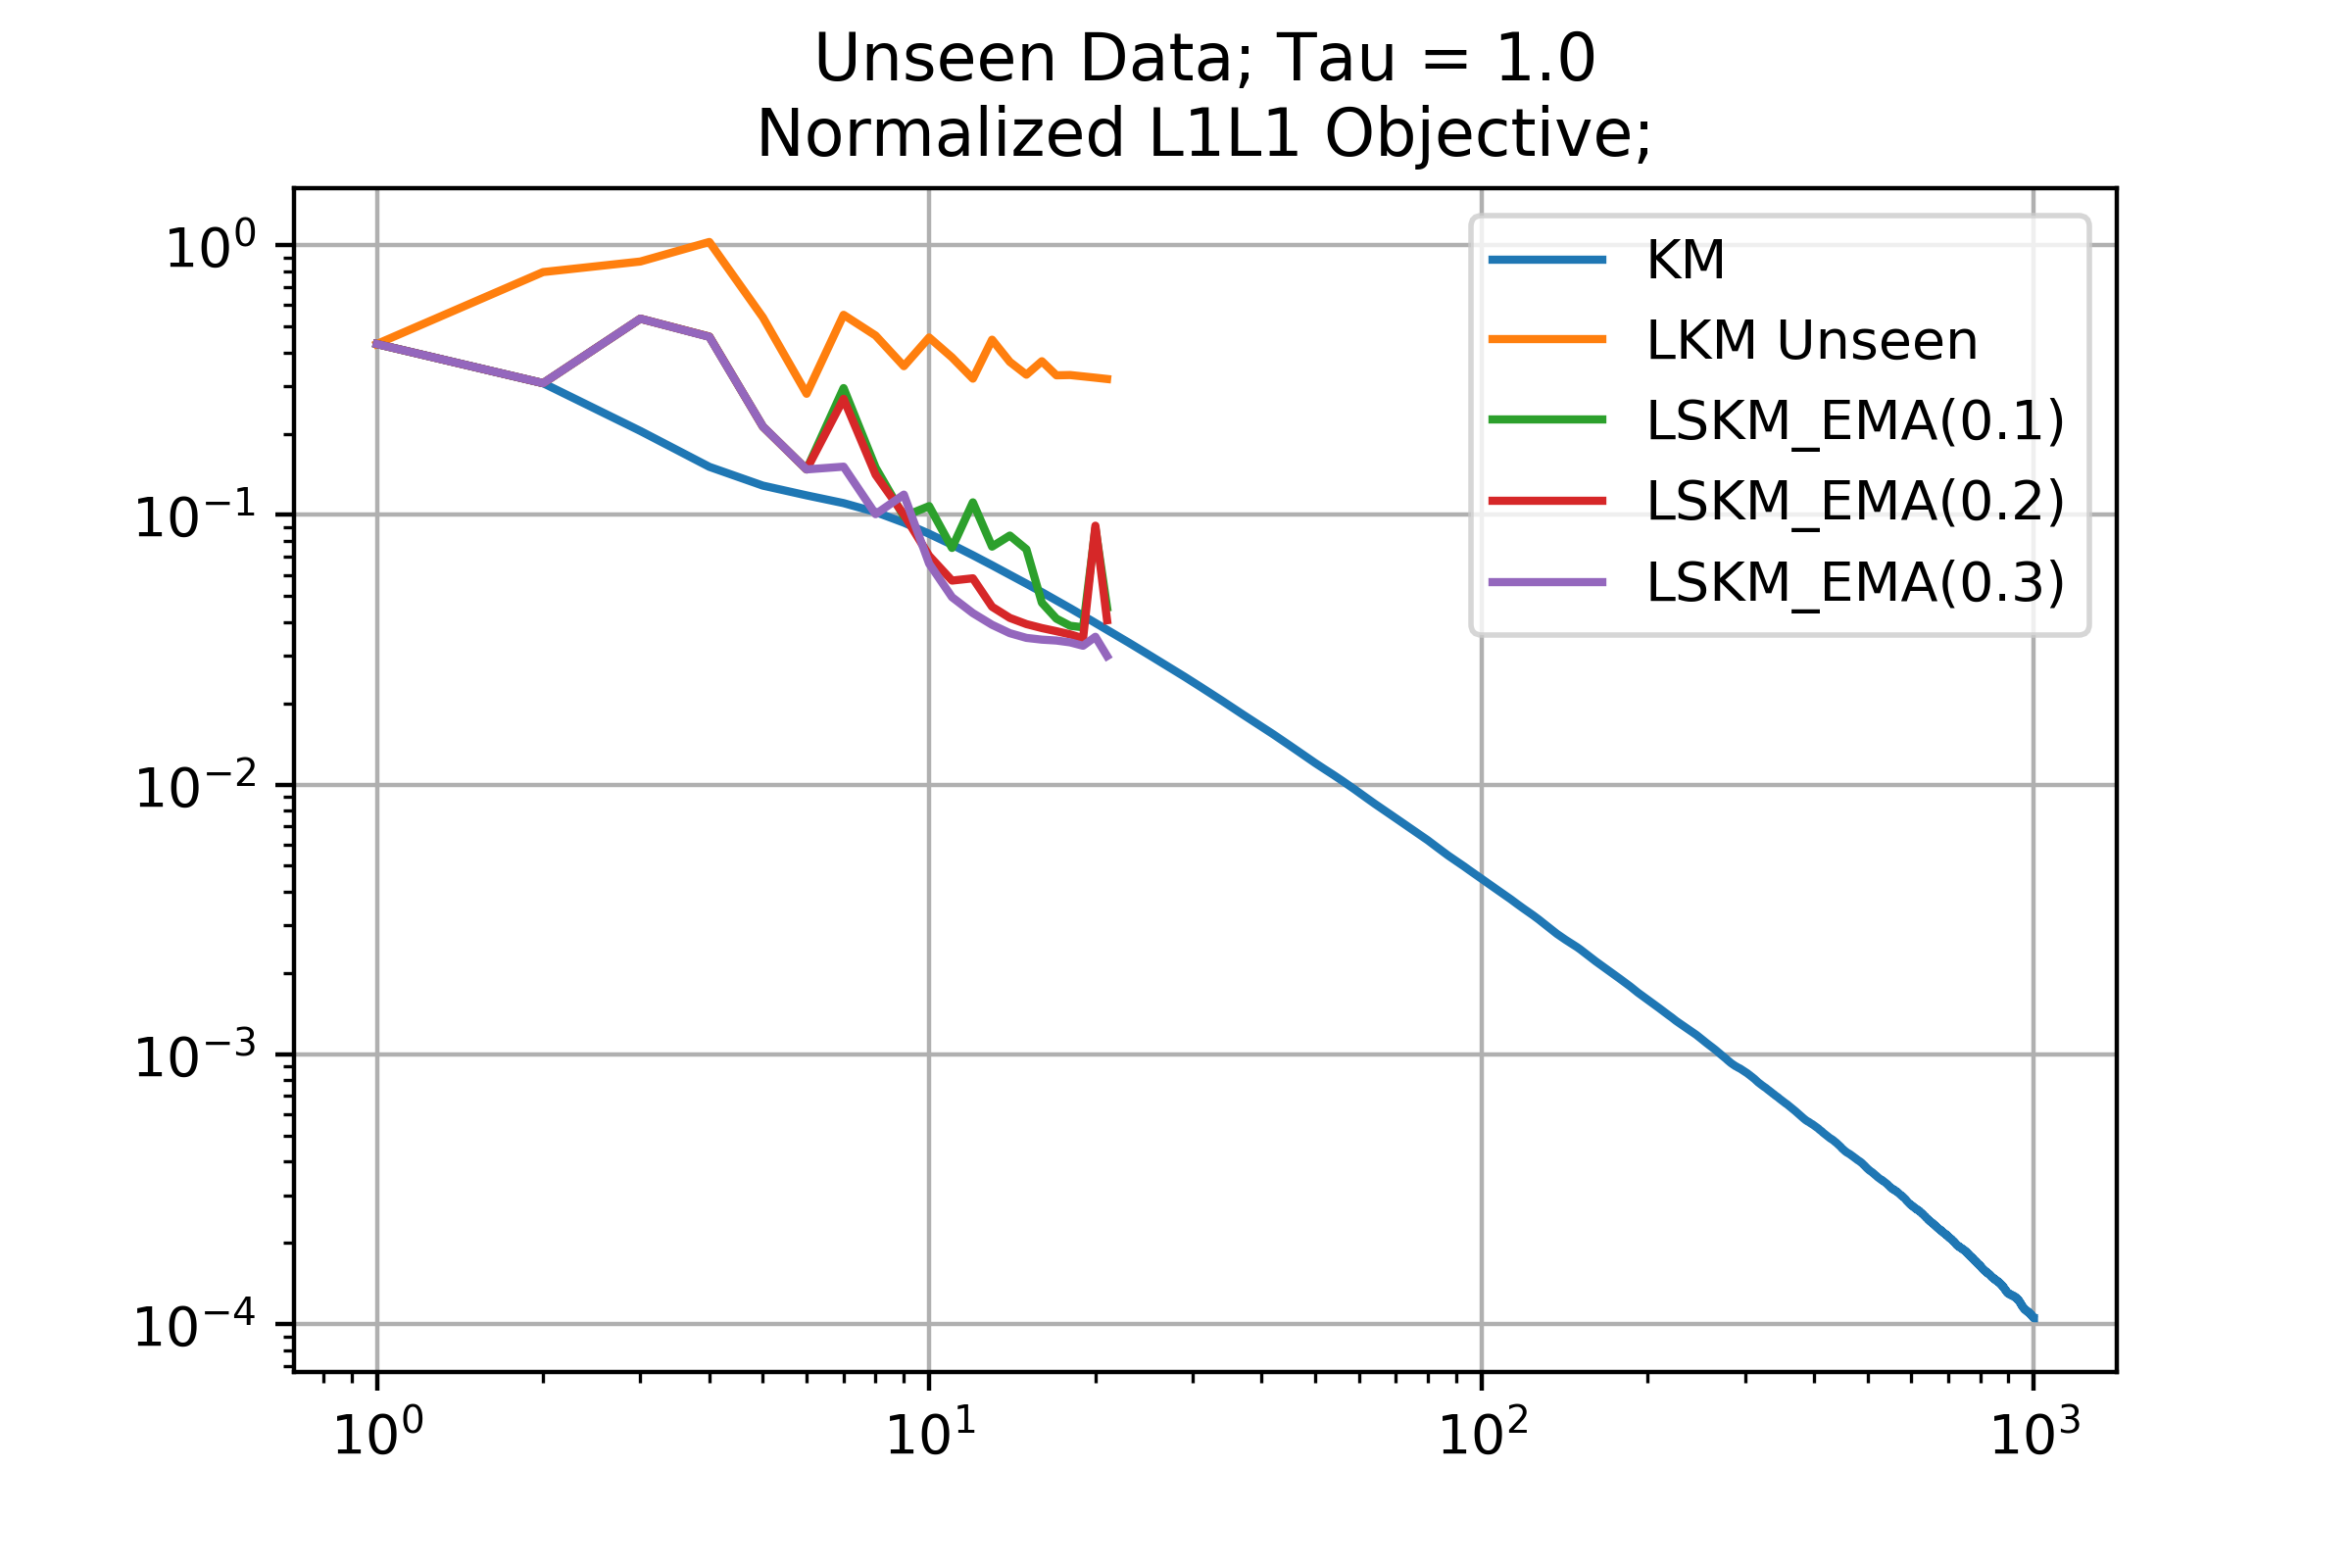 Unseen Data; Tau = 1.0
Normalized L1L1 Objective;
10⁰
10⁻¹
10⁻²
10⁻³
10⁻⁴
KM
LKM Unseen
LSKM_EMA(0.1)
LSKM_EMA(0.2)
LSKM_EMA(0.3)
10⁰ 10¹ 10² 10³